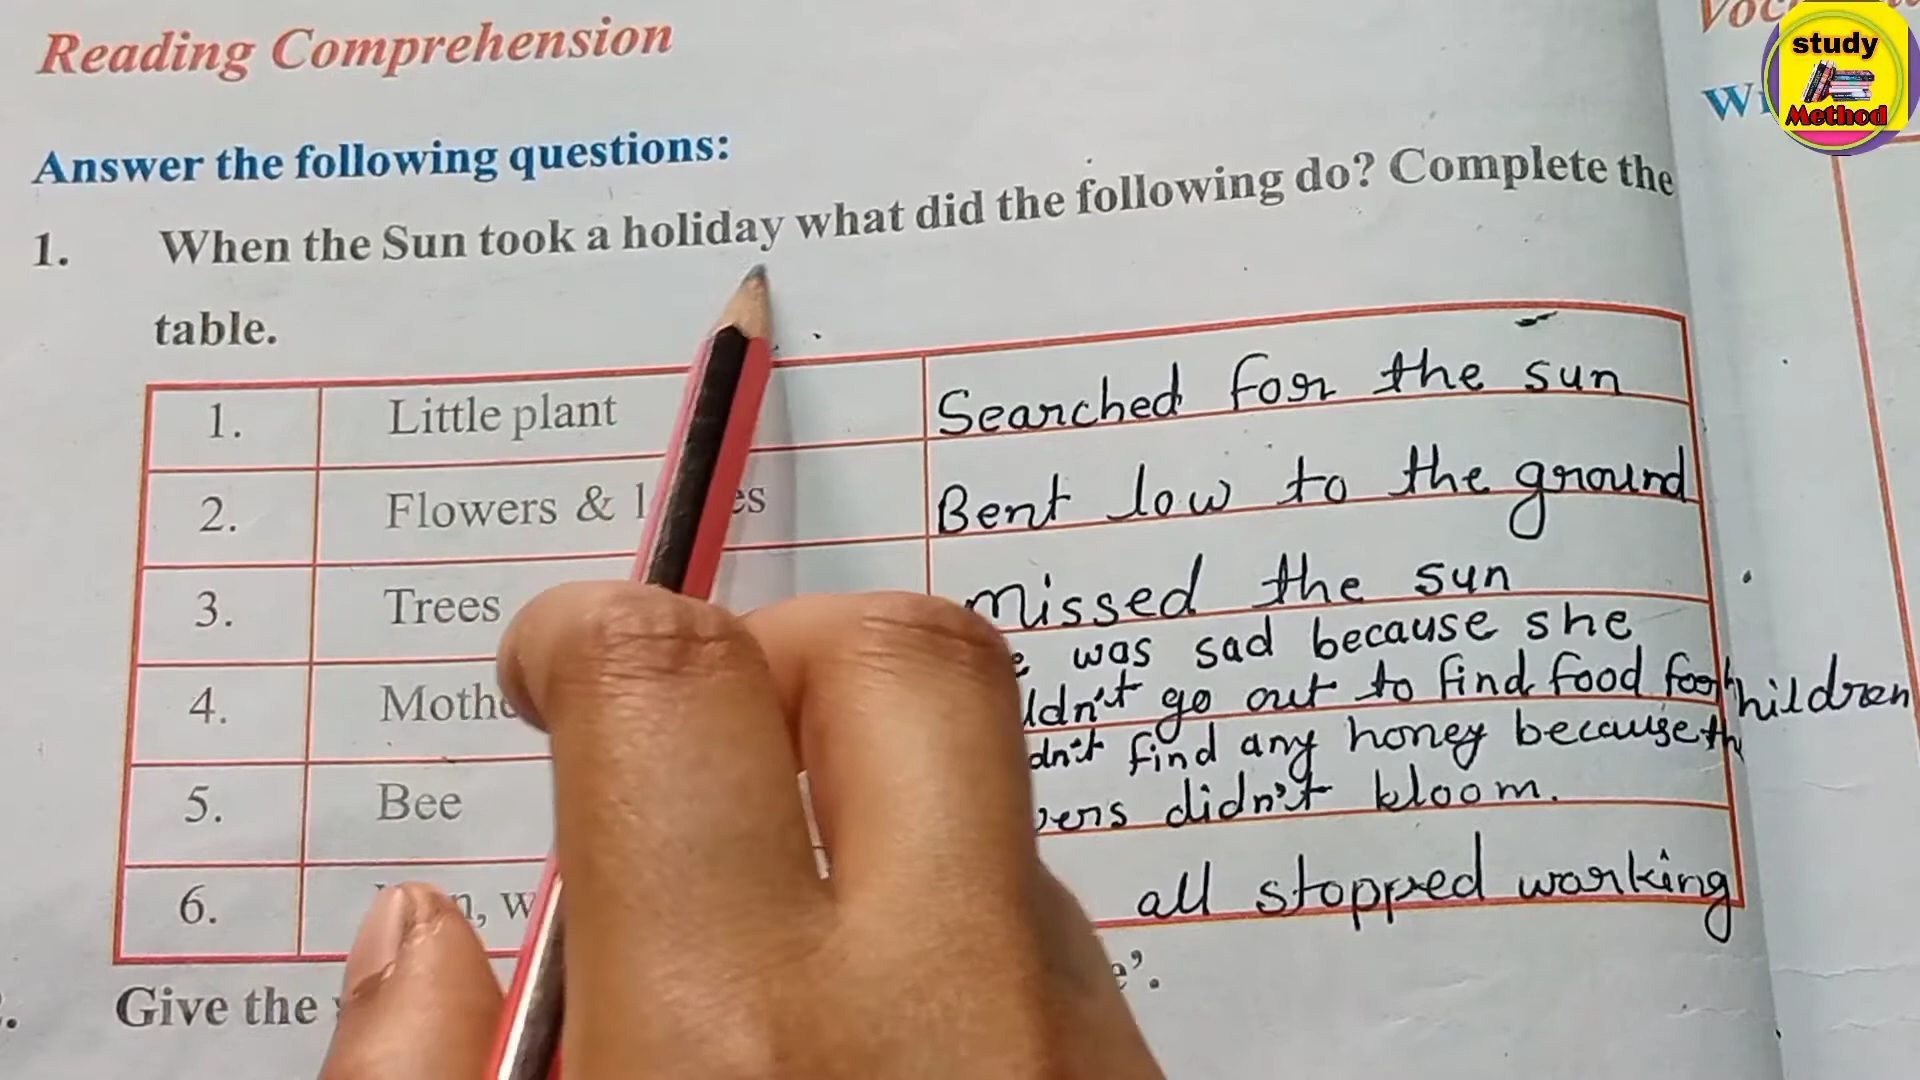 Reading Comprehension
study
Method
Answer the following questions:
1. When the Sun took a holiday what did the following do? Complete the
table.
1. Little plant Searched for the sun
2. Flowers & Bent low to the ground
3. Trees missed the sun
was sad because she
4. go out to find food for children
find any honey because
5. Bee didn't bloom.
6. all stopped working
Give the